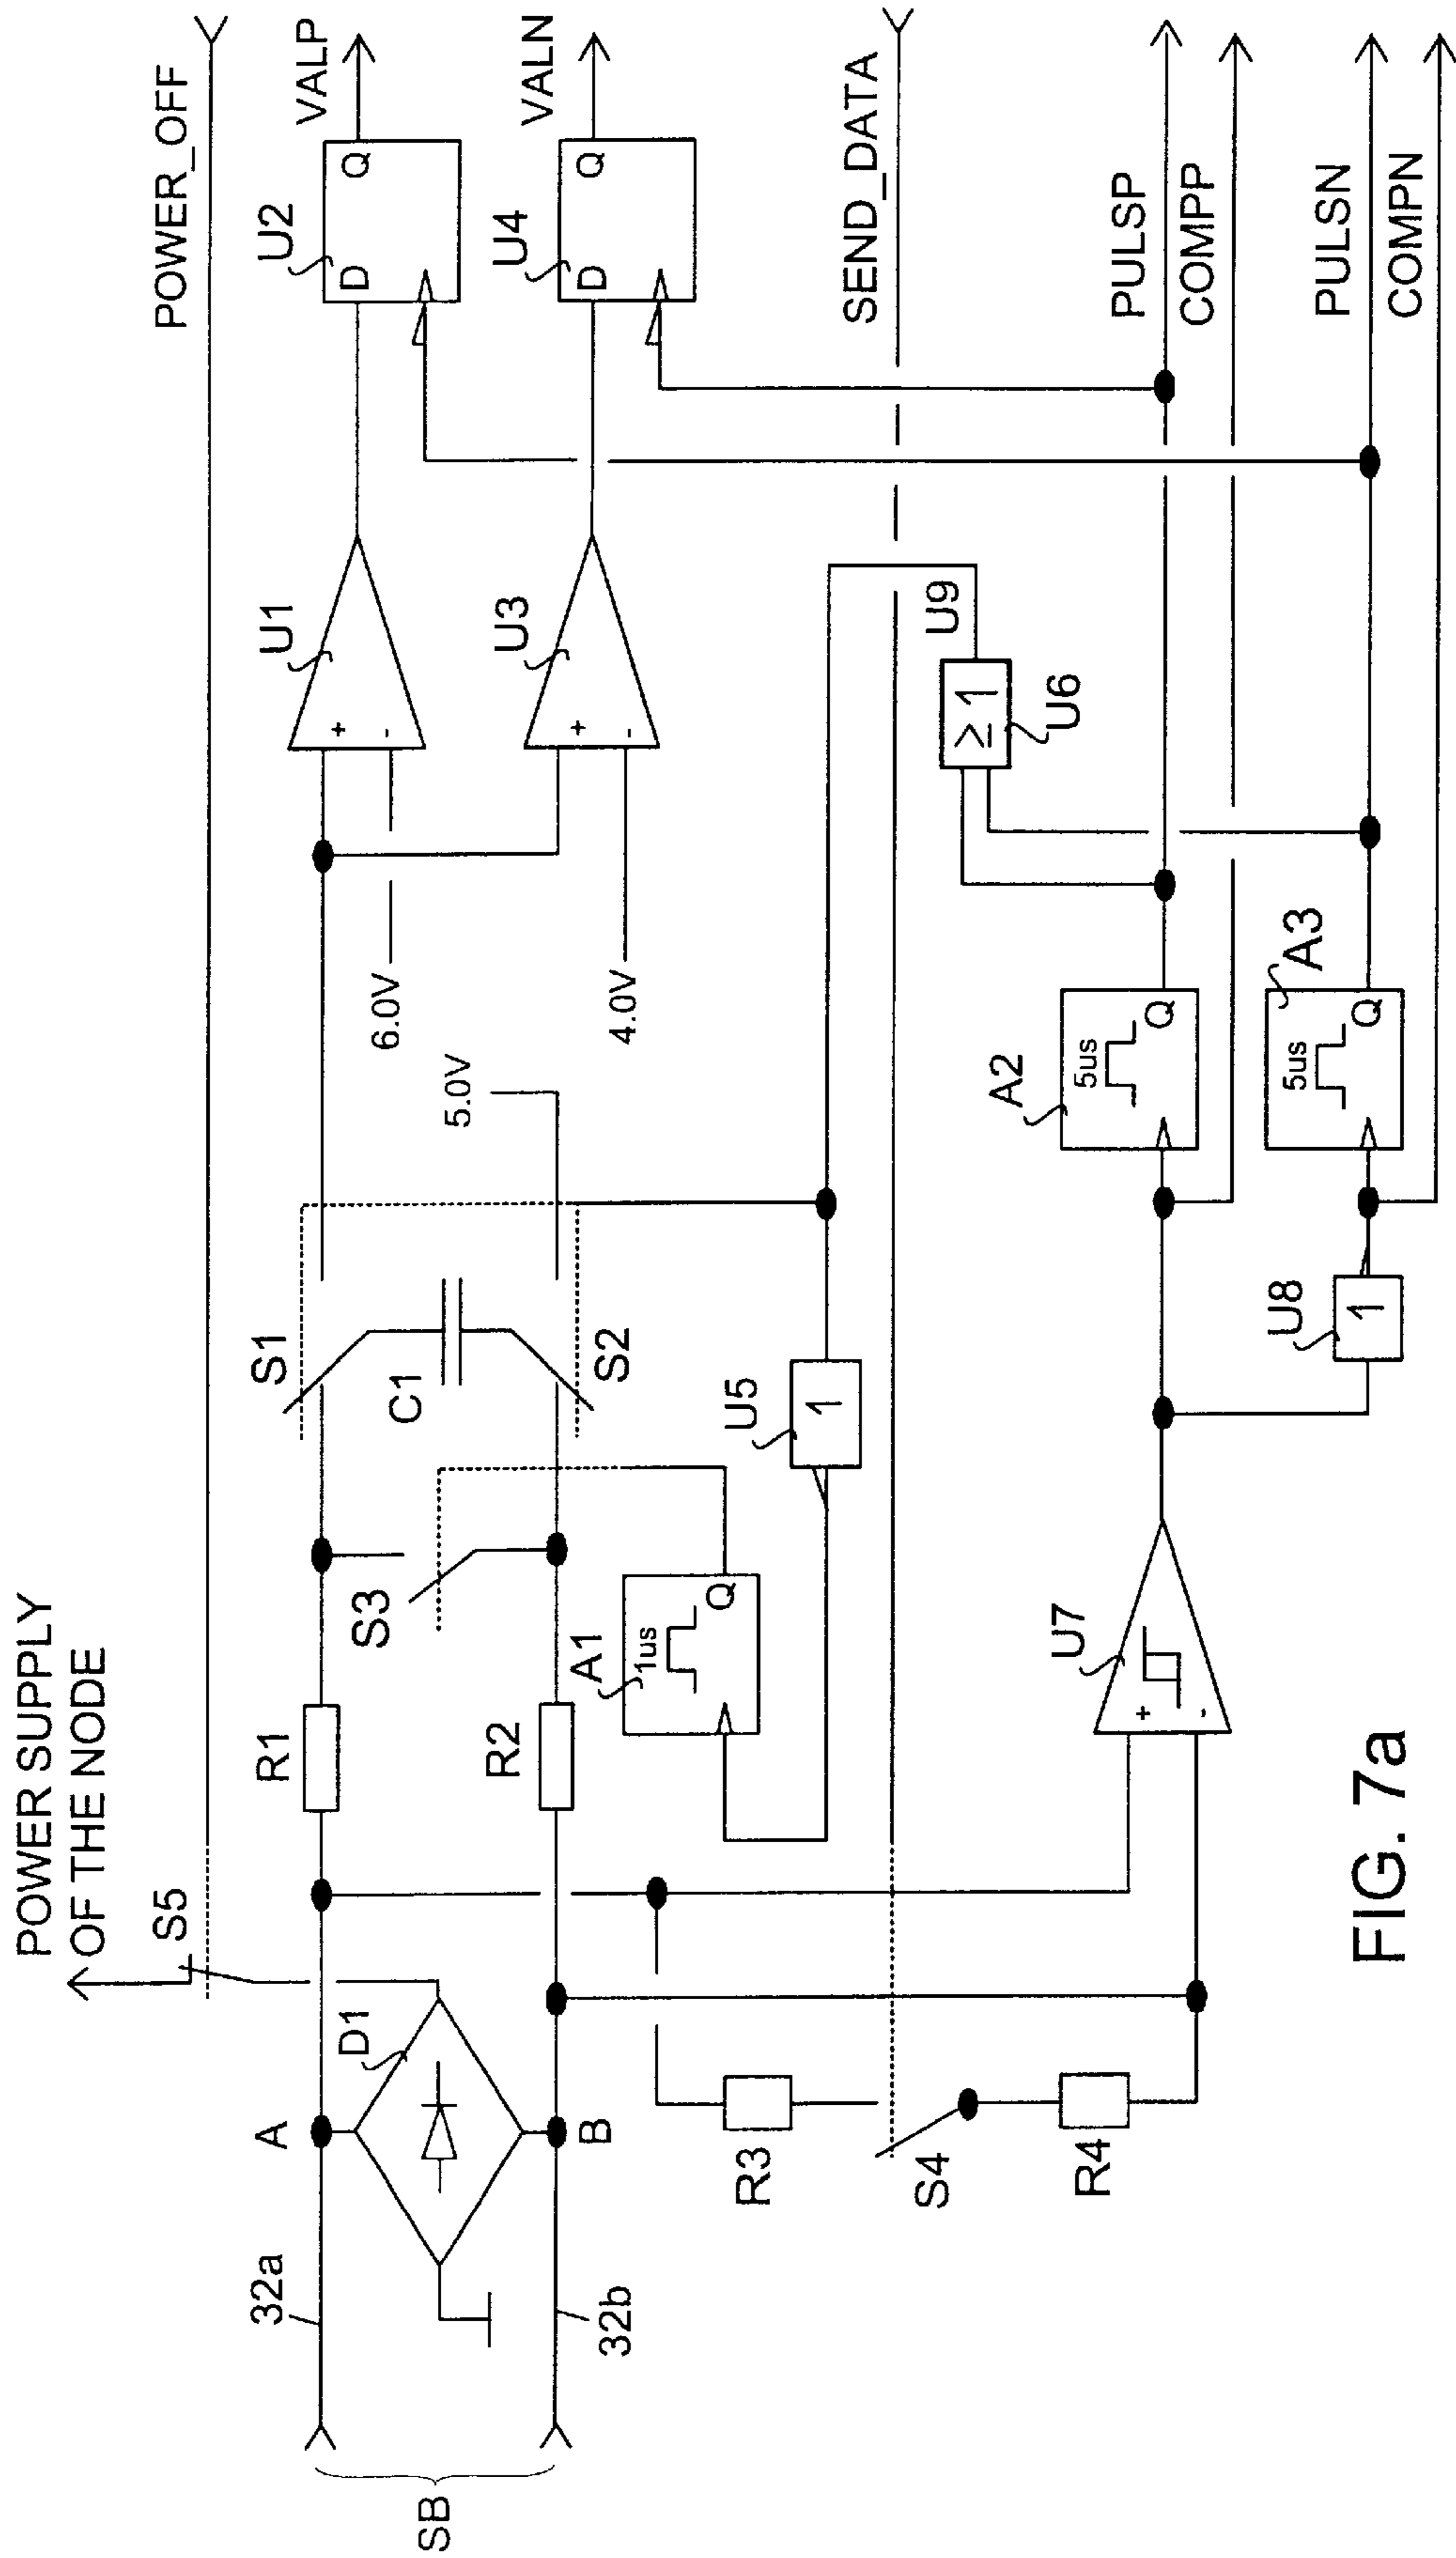 POWER SUPPLY
OF THE NODE
S5
POWER_OFF
32a
A
D1
R1
S1
U1
+
-
6.0V
U2
D
Q
VALP
SB
32b
B
R2
S3
C1
S2
5.0V
U3
+
-
4.0V
U4
D
Q
VALN
A1
1us
Q
U5
1
SEND_DATA
R3
S4
R4
U7
+
-
U9
≥1
U6
A2
5us
Q
PULSP
COMPP
U8
1
A3
5us
Q
PULSN
COMPN
FIG. 7a